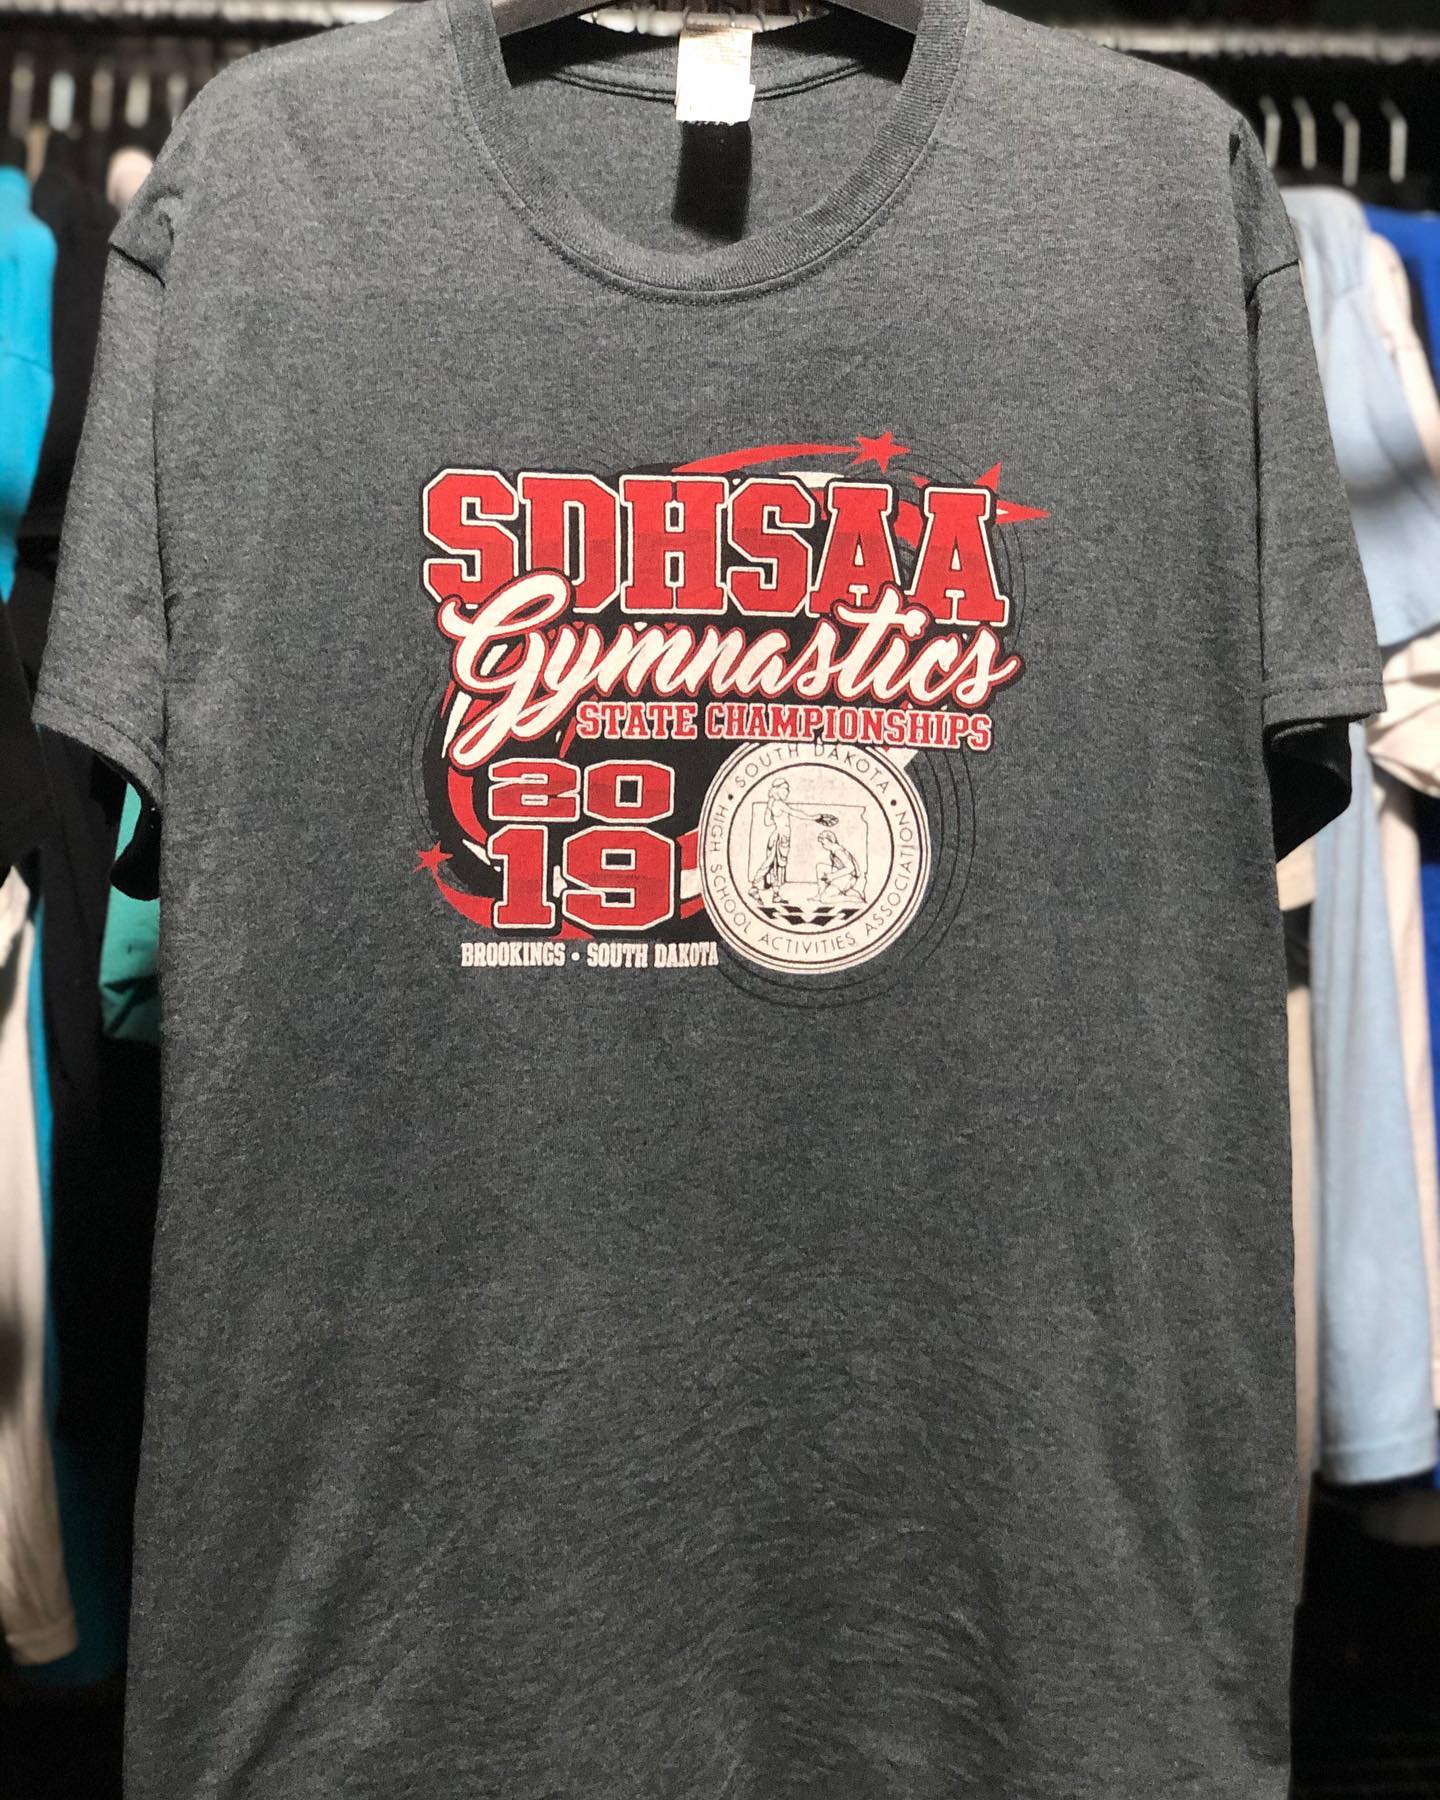 SDHSAA
Gymnastics
STATE CHAMPIONSHIPS
20
19
BROOKINGS • SOUTH DAKOTA
• SOUTH DAKOTA •
HIGH SCHOOL ACTIVITIES ASSOCIATION